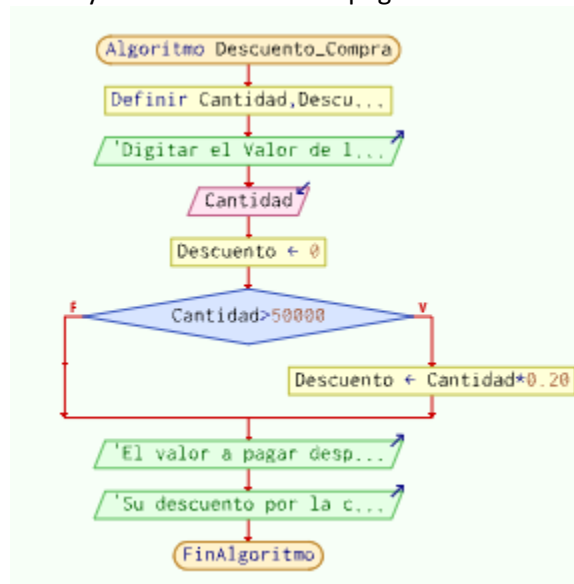 Algoritmo Descuento_Compra
Definir Cantidad,Descu...
'Digitar el Valor de l...
Cantidad
Descuento ← 0
F
V
Cantidad>50000
Descuento ← Cantidad*0.20
'El valor a pagar desp...
'Su descuento por la c...
FinAlgoritmo